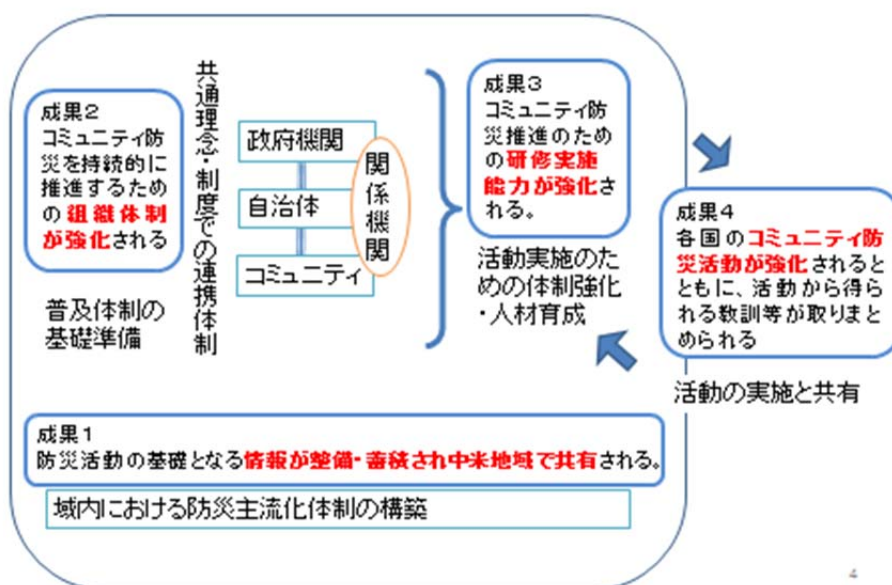 成果2
コミュニティ防
災を持続的に
推進するため
の組織体制
が強化される
普及体制の
基礎準備
共通理念・制度での連携体制
政府機関
自治体
コミュニティ
関係機関
成果3
コミュニティ防
災推進のため
の研修実施
能力が強化さ
れる。
活動実施のた
めの体制強化
・人材育成
成果4
各国のコミュニティ防
災活動が強化されると
ともに、活動から得ら
れる教訓等が取りまと
められる
活動の実施と共有
成果1
防災活動の基礎となる情報が整備・蓄積され中米地域で共有される。
域内における防災主流化体制の構築
4